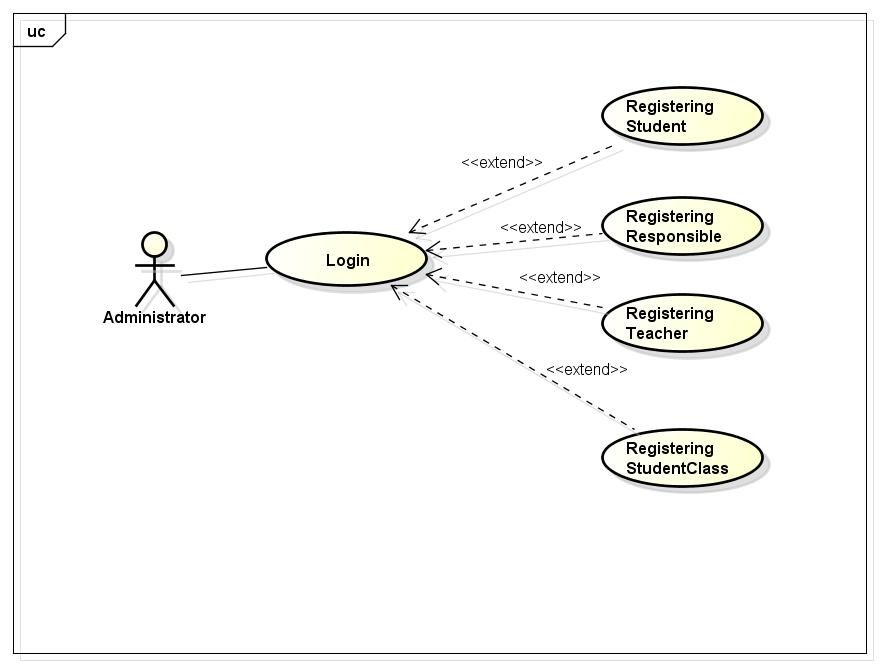 uc
Registering
Student
<<extend>>
Registering
Responsible
<<extend>>
Login
<<extend>>
Registering
Teacher
Administrator
<<extend>>
Registering
StudentClass